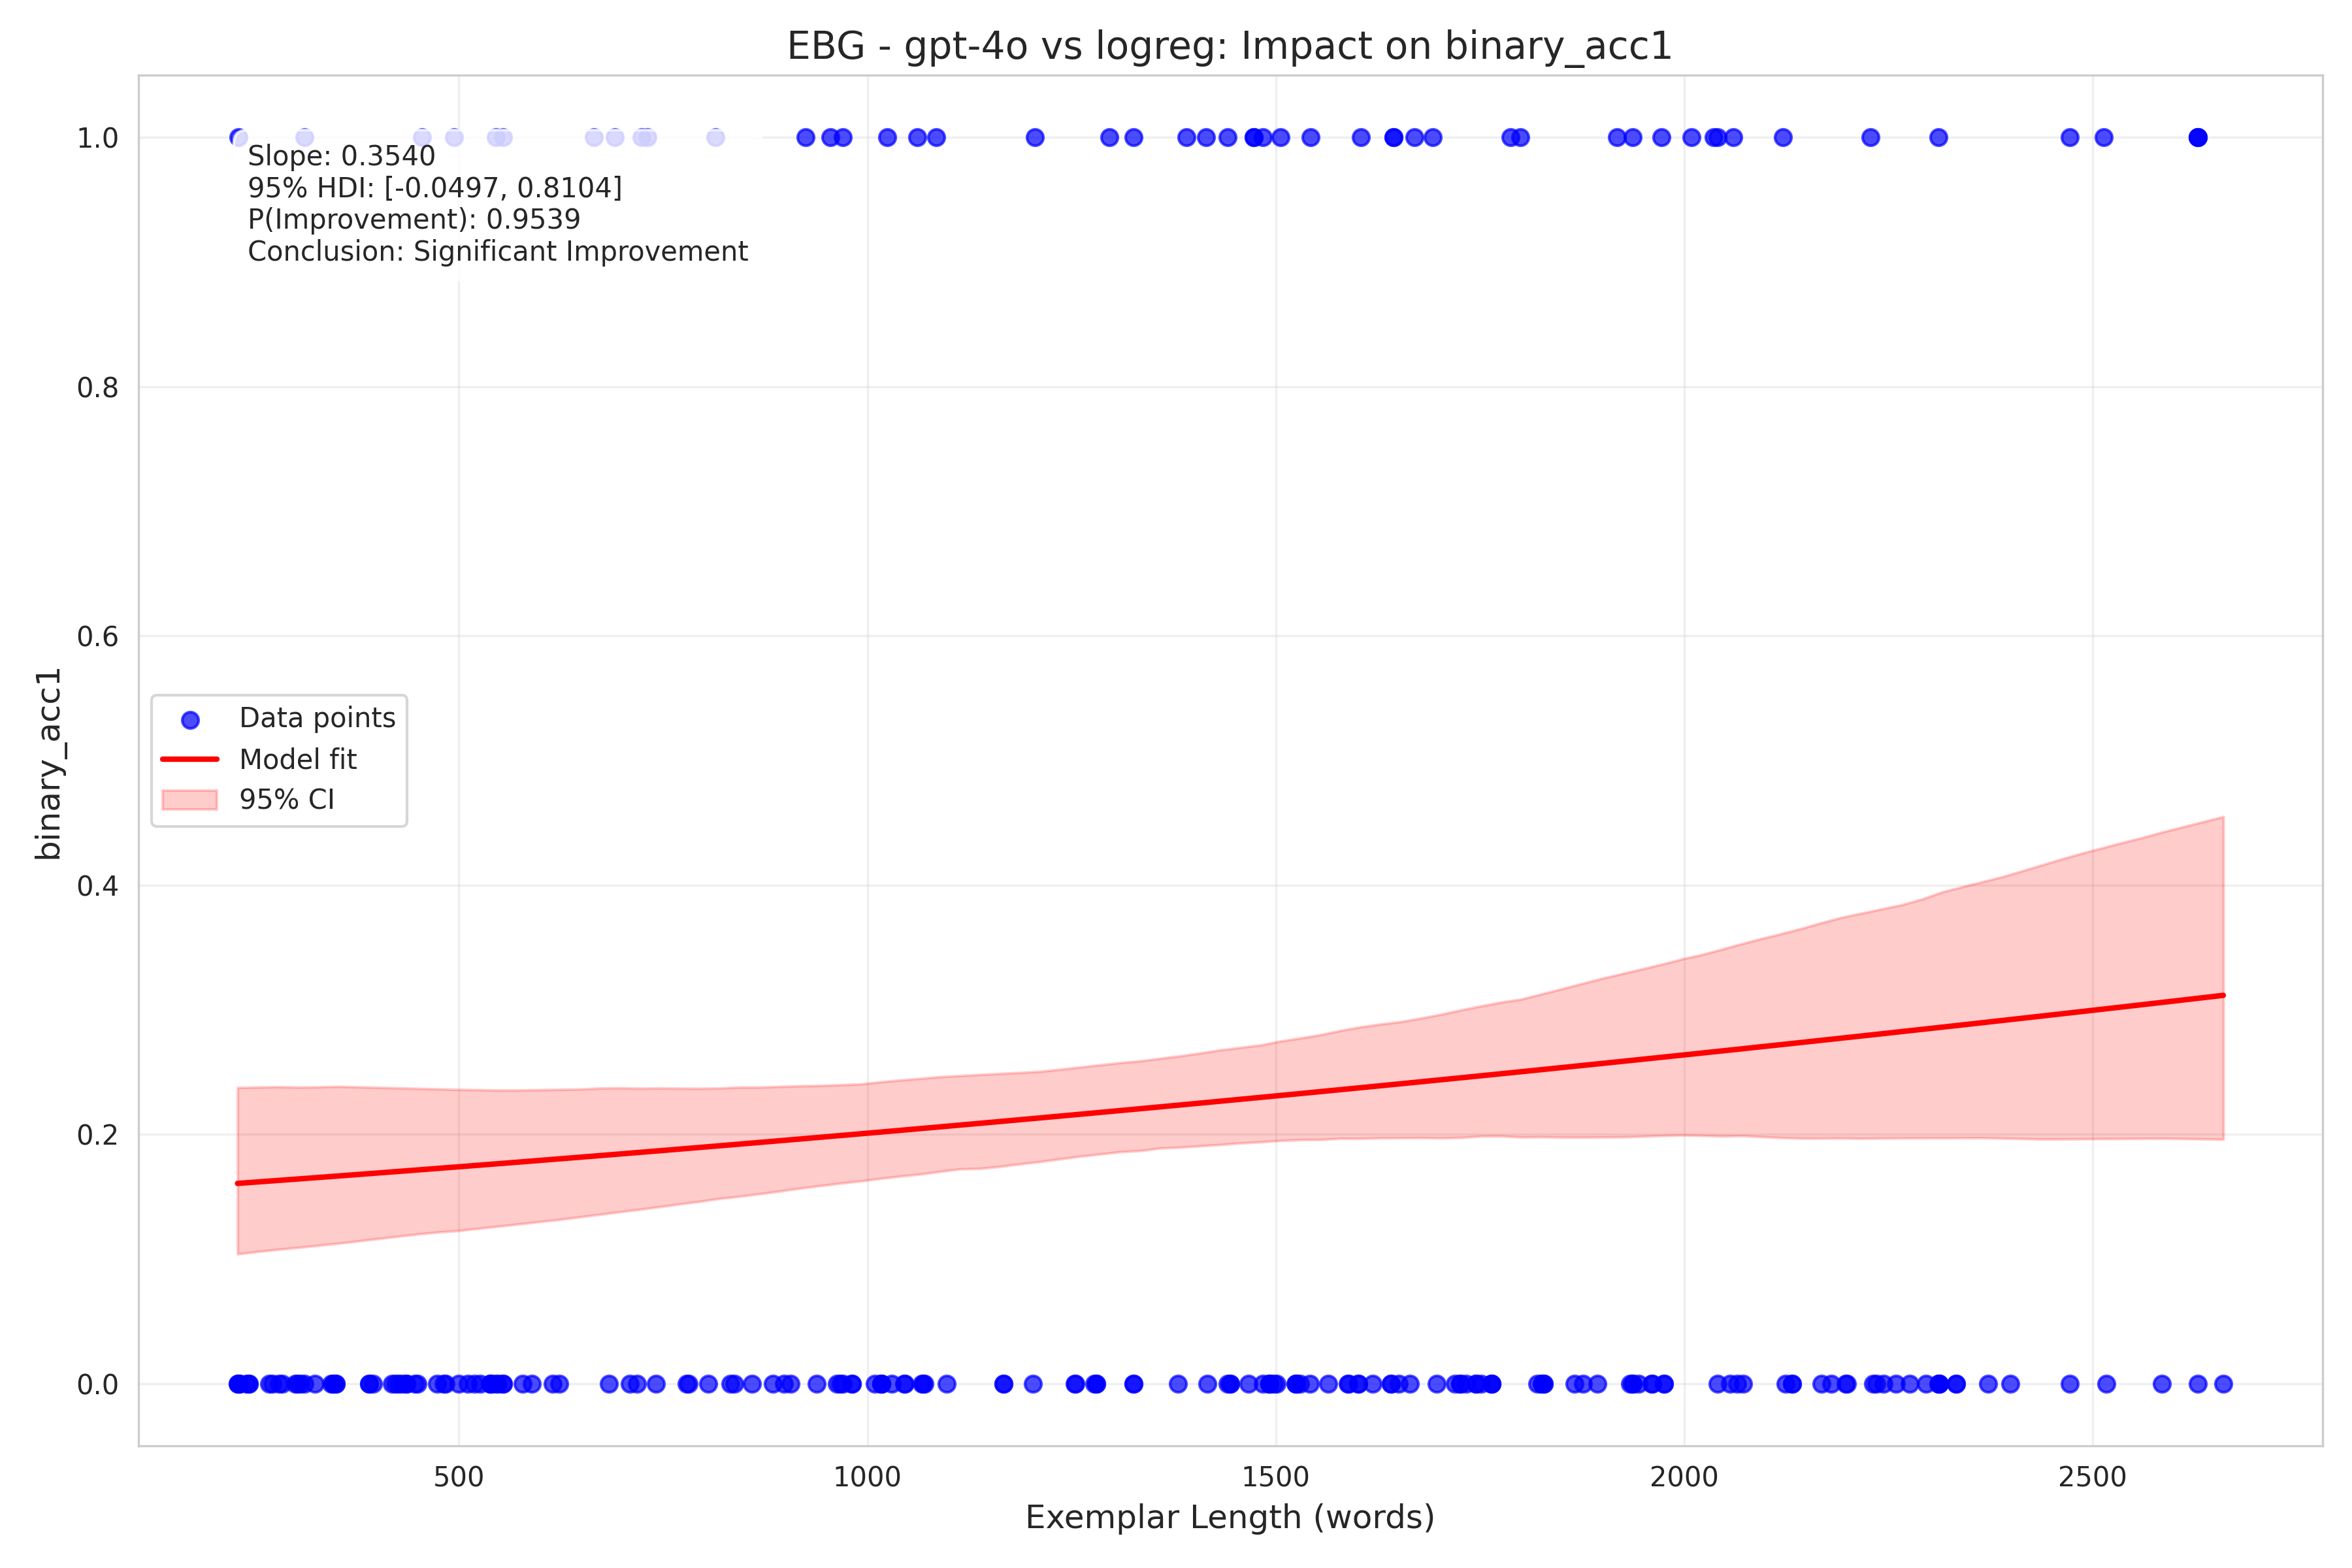 EBG - gpt-4o vs logreg: Impact on binary_acc1
1.0
Slope: 0.3540
95% HDI: [-0.0497, 0.8104]
P(Improvement): 0.9539
Conclusion: Significant Improvement
0.8
0.6
binary_acc1
Data points
Model fit
95% CI
0.4
0.2
0.0
500
1000
1500
2000
2500
Exemplar Length (words)